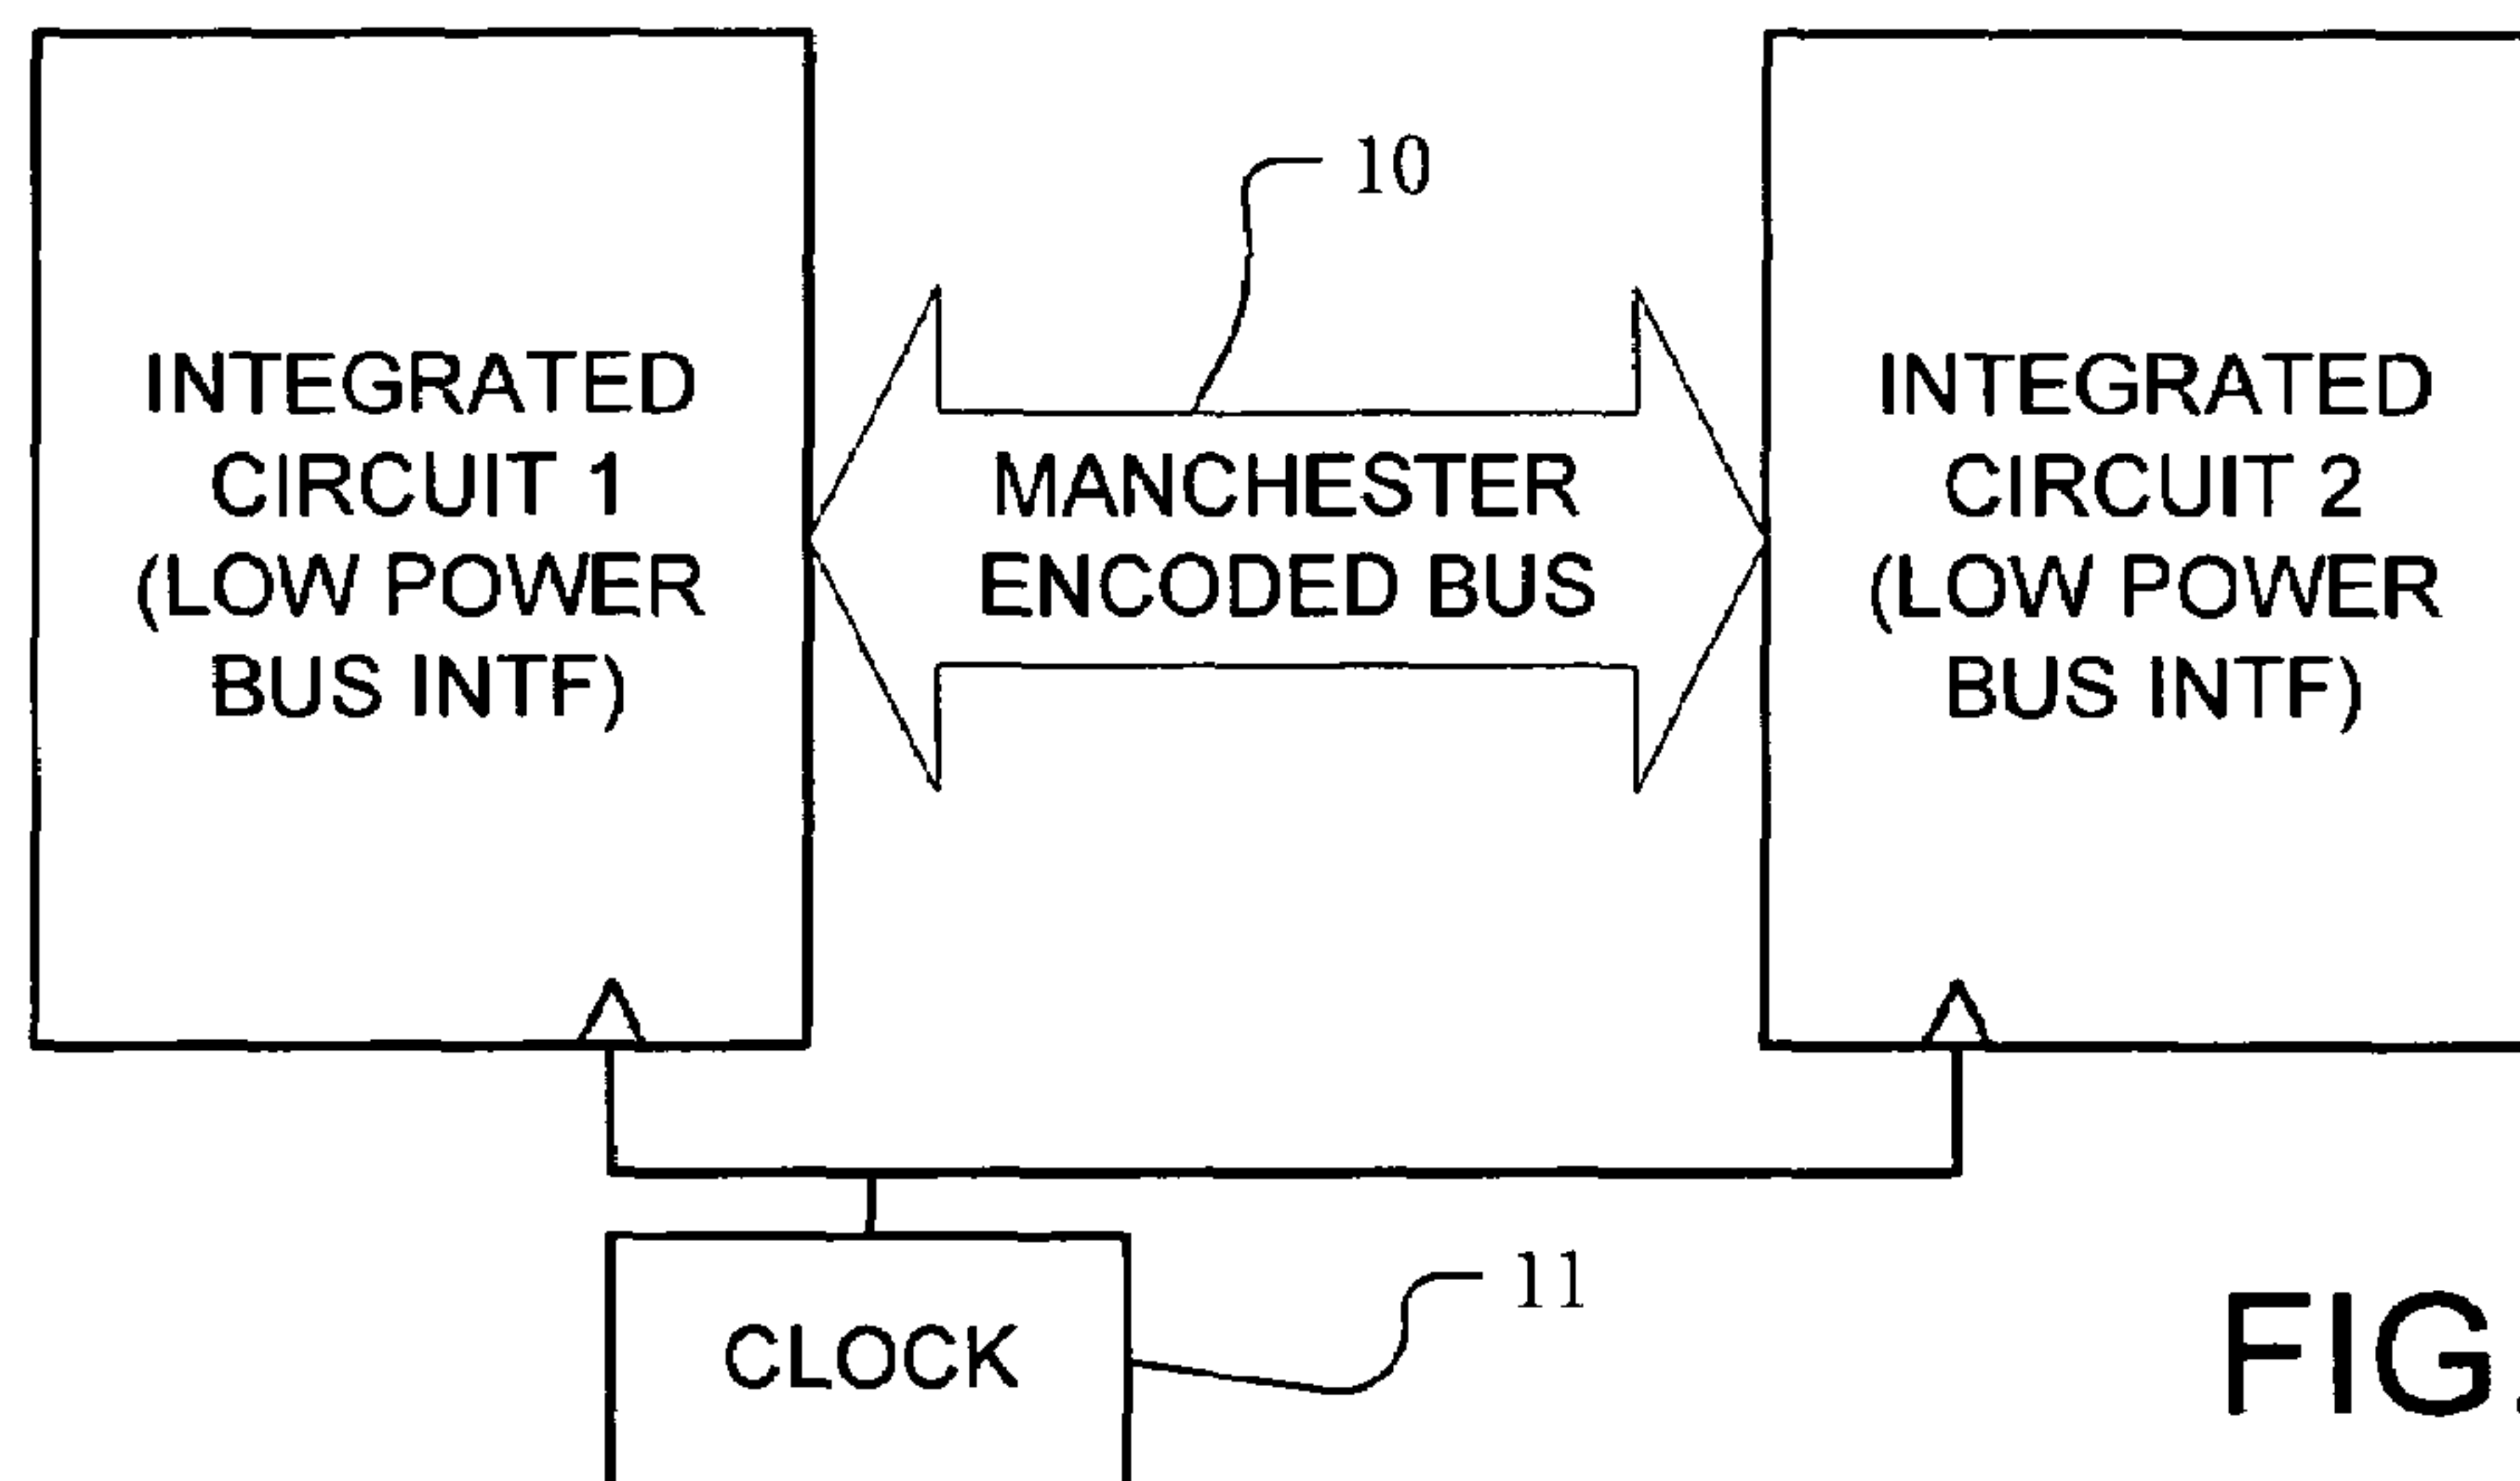 10
INTEGRATED
CIRCUIT 1
(LOW POWER
BUS INTF)
MANCHESTER
ENCODED BUS
INTEGRATED
CIRCUIT 2
(LOW POWER
BUS INTF)
CLOCK
11
FIG.